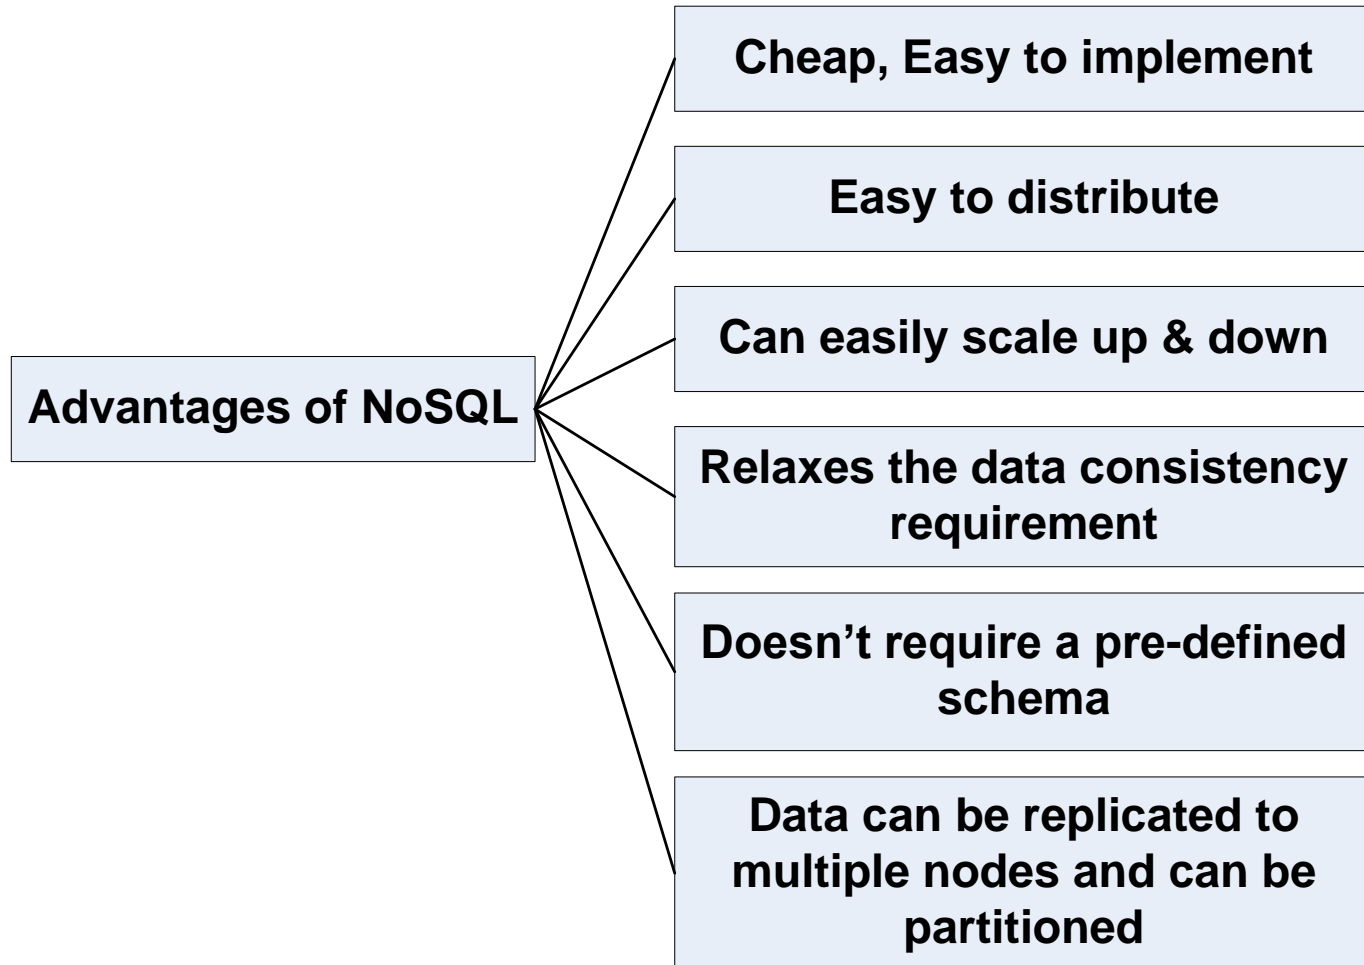 Cheap, Easy to implement
Easy to distribute
Can easily scale up & down
Advantages of NoSQL
Relaxes the data consistency
requirement
Doesn’t require a pre-defined
schema
Data can be replicated to
multiple nodes and can be
partitioned